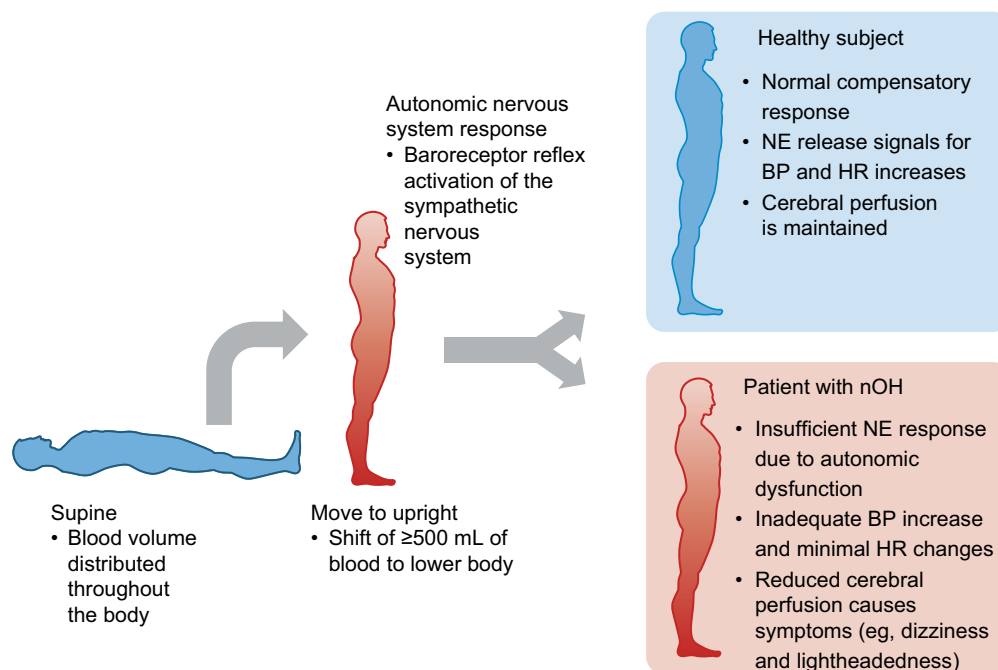 Supine
• Blood volume
distributed
throughout
the body
Move to upright
• Shift of ≥500 mL of
blood to lower body
Autonomic nervous
system response
• Baroreceptor reflex
activation of the
sympathetic
nervous
system
Healthy subject
• Normal compensatory
response
• NE release signals for
BP and HR increases
• Cerebral perfusion
is maintained
Patient with nOH
• Insufficient NE response
due to autonomic
dysfunction
• Inadequate BP increase
and minimal HR changes
• Reduced cerebral
perfusion causes
symptoms (eg, dizziness
and lightheadedness)